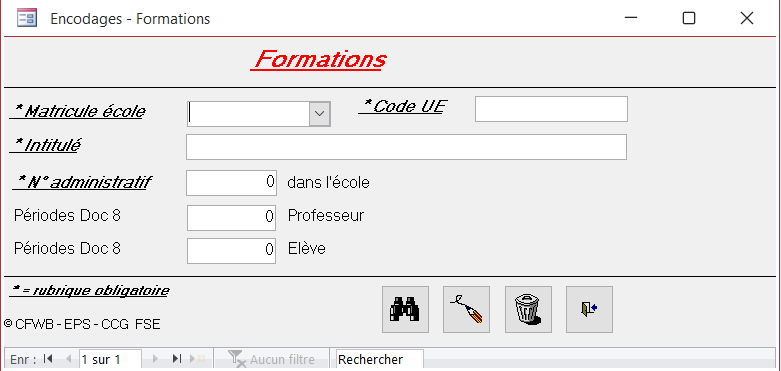 Encodages - Formations
Formations
* Matricule école * Code UE
* Intitulé
* N° administratif 0 dans l'école
Périodes Doc 8 0 Professeur
Périodes Doc 8 0 Elève
* = rubrique obligatoire
© CFWB - EPS - CCG FSE
Enr : 1 sur 1 Aucun filtre Rechercher